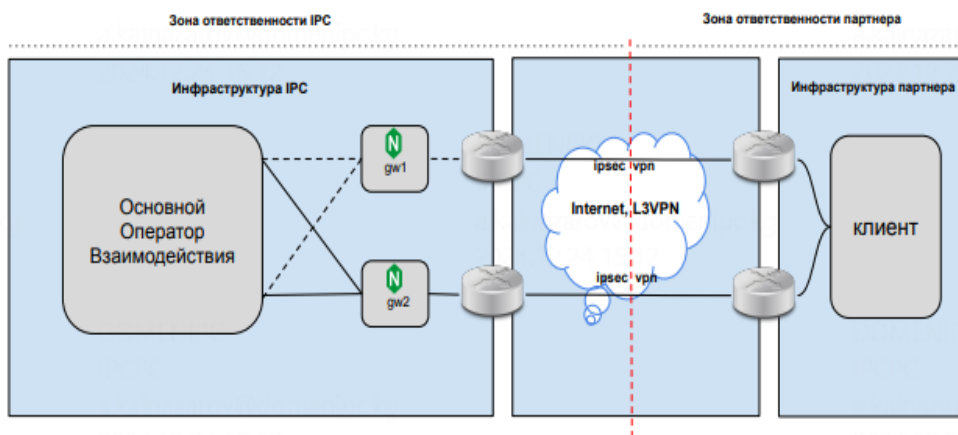 Зона ответственности IPC
Зона ответственности партнера
Инфраструктура IPC
Инфраструктура партнера
N
gw1
ipsec vpn
Основной
Оператор
Взаимодействия
Internet, L3VPN
клиент
N
gw2
ipsec vpn